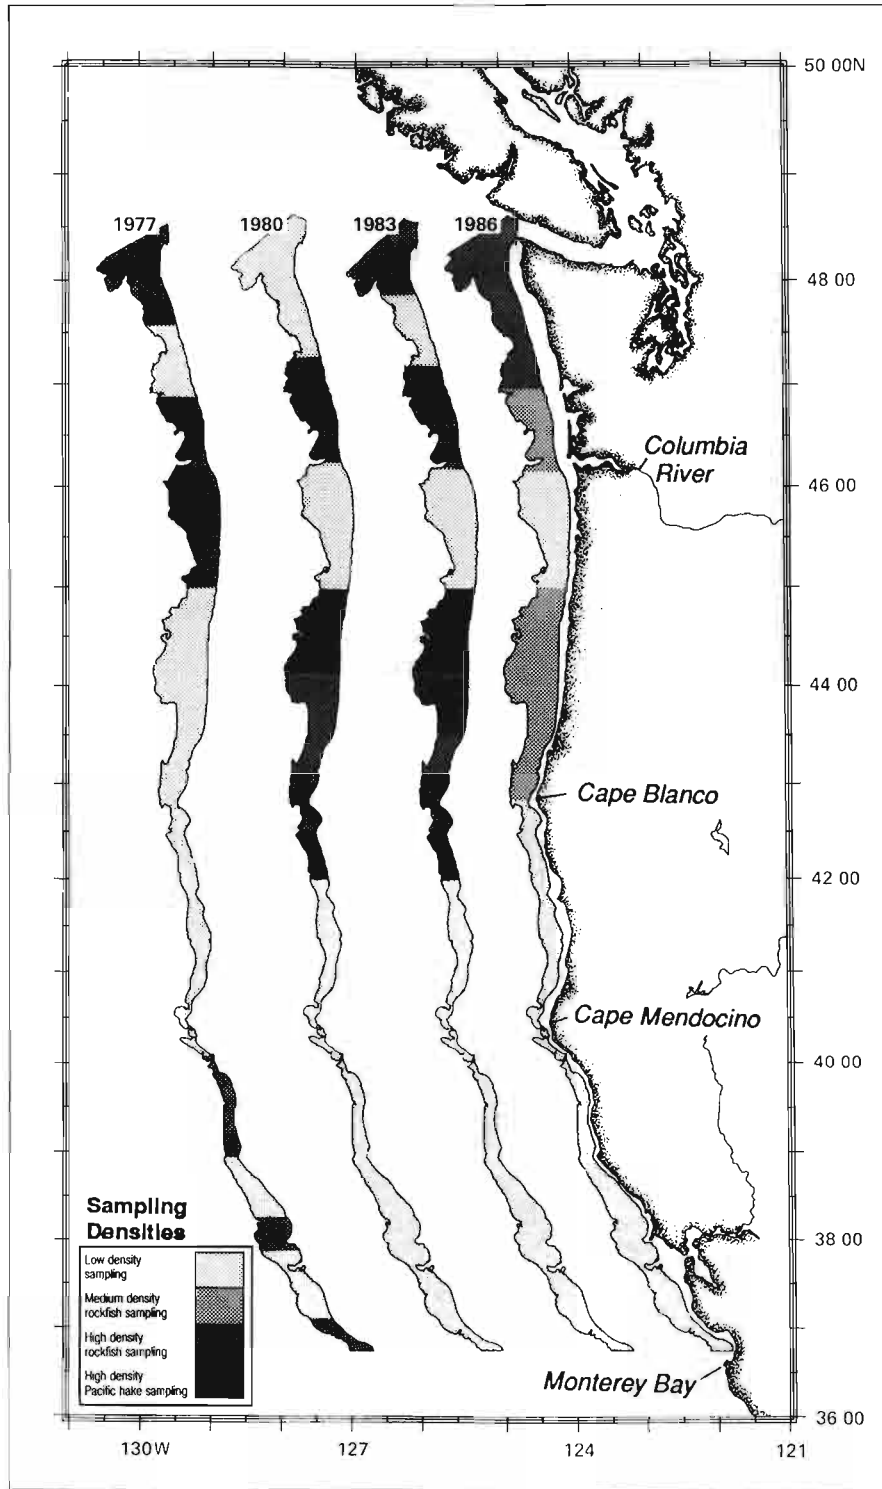 50 00N
1977
1980
1983
1986
48 00
Columbia
River
46 00
44 00
Cape Blanco
42 00
Cape Mendocino
40 00
Sampling
Densities
Low density
sampling
Medium density
rockfish sampling
High density
rockfish sampling
High density
Pacific hake sampling
38 00
Monterey Bay
36 00
130W
127
124
121